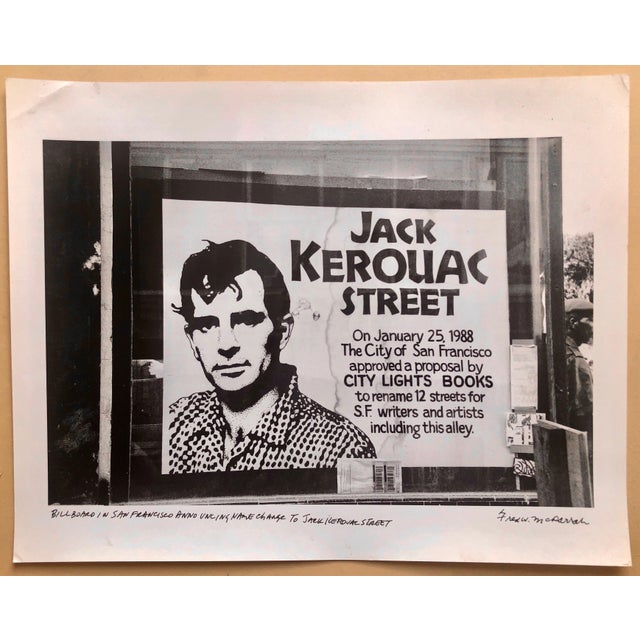 JACK
KEROUAC
STREET
On January 25, 1988
The City of San Francisco
approved a proposal by
CITY LIGHTS BOOKS
to rename 12 streets for
S.F. writers and artists
including this alley.
BILLBOARD IN SAN FRANCISCO ANNOUNCING NAME CHANGE TO JACK KEROUAC STREET
© Fred W. McDarrah